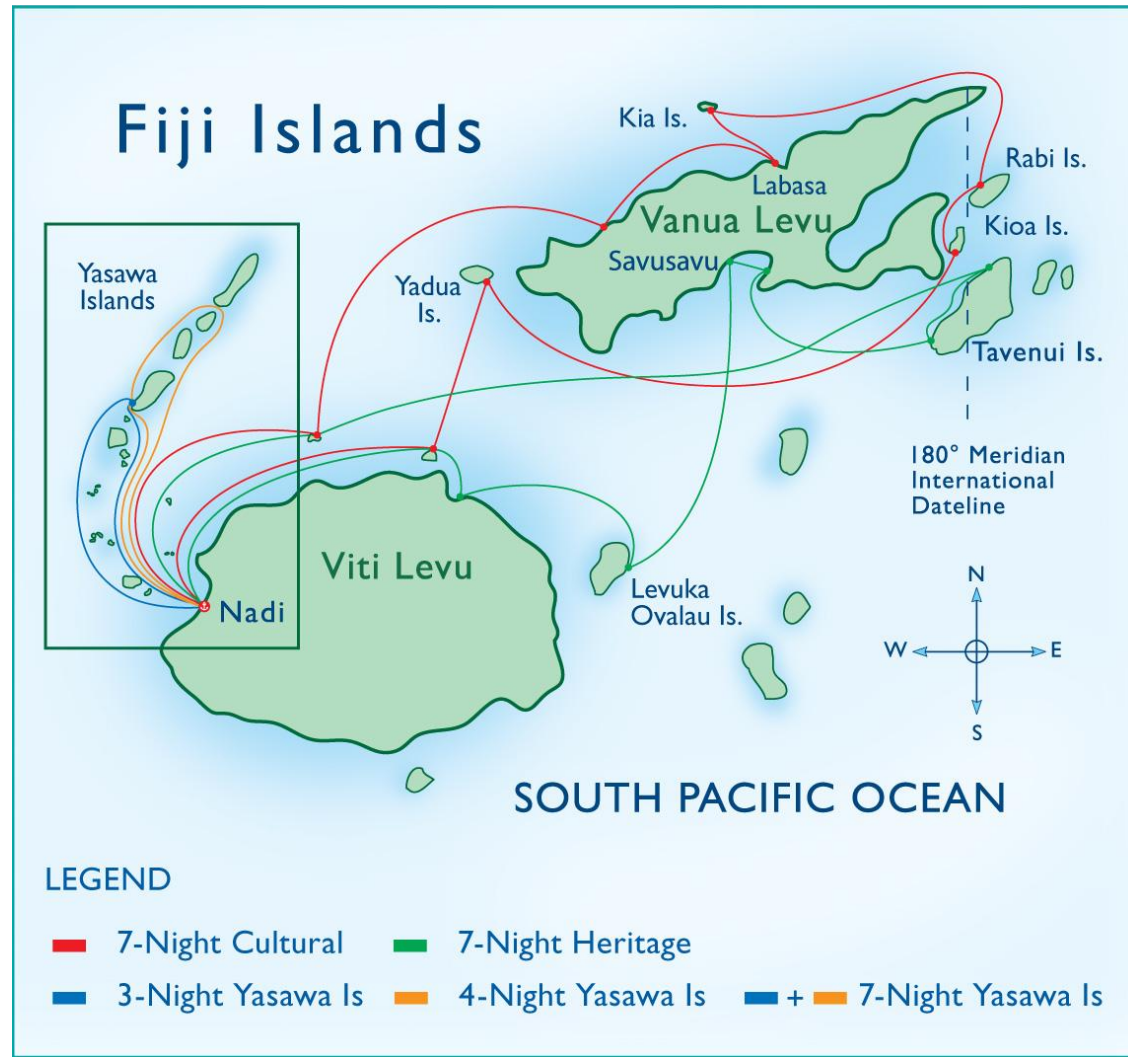 Fiji Islands
Kia Is.
Labasa
Rabi Is.
Vanua Levu
Kioa Is.
Savusavu
Yasawa
Islands
Yadua
Is.
Tavenui Is.
180° Meridian
International
Dateline
Viti Levu
Nadi
Levuka
Ovalau Is.
N
W
E
S
SOUTH PACIFIC OCEAN
LEGEND
7-Night Cultural
7-Night Heritage
3-Night Yasawa Is
4-Night Yasawa Is
+
7-Night Yasawa Is